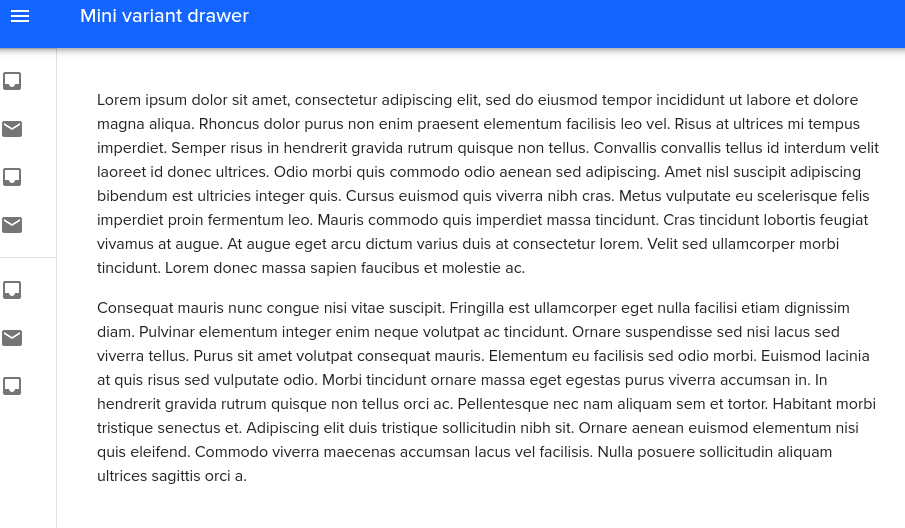 Mini variant drawer
Lorem ipsum dolor sit amet, consectetur adipiscing elit, sed do eiusmod tempor incididunt ut labore et dolore
magna aliqua. Rhoncus dolor purus non enim praesent elementum facilisis leo vel. Risus at ultrices mi tempus
imperdiet. Semper risus in hendrerit gravida rutrum quisque non tellus. Convallis convallis tellus id interdum velit
laoreet id donec ultrices. Odio morbi quis commodo odio aenean sed adipiscing. Amet nisl suscipit adipiscing
bibendum est ultricies integer quis. Cursus euismod quis viverra nibh cras. Metus vulputate eu scelerisque felis
imperdiet proin fermentum leo. Mauris commodo quis imperdiet massa tincidunt. Cras tincidunt lobortis feugiat
vivamus at augue. At augue eget arcu dictum varius duis at consectetur lorem. Velit sed ullamcorper morbi
tincidunt. Lorem donec massa sapien faucibus et molestie ac.
Consequat mauris nunc congue nisi vitae suscipit. Fringilla est ullamcorper eget nulla facilisi etiam dignissim
diam. Pulvinar elementum integer enim neque volutpat ac tincidunt. Ornare suspendisse sed nisi lacus sed
viverra tellus. Purus sit amet volutpat consequat mauris. Elementum eu facilisis sed odio morbi. Euismod lacinia
at quis risus sed vulputate odio. Morbi tincidunt ornare massa eget egestas purus viverra accumsan in. In
hendrerit gravida rutrum quisque non tellus orci ac. Pellentesque nec nam aliquam sem et tortor. Habitant morbi
tristique senectus et. Adipiscing elit duis tristique sollicitudin nibh sit. Ornare aenean euismod elementum nisi
quis eleifend. Commodo viverra maecenas accumsan lacus vel facilisis. Nulla posuere sollicitudin aliquam
ultrices sagittis orci a.